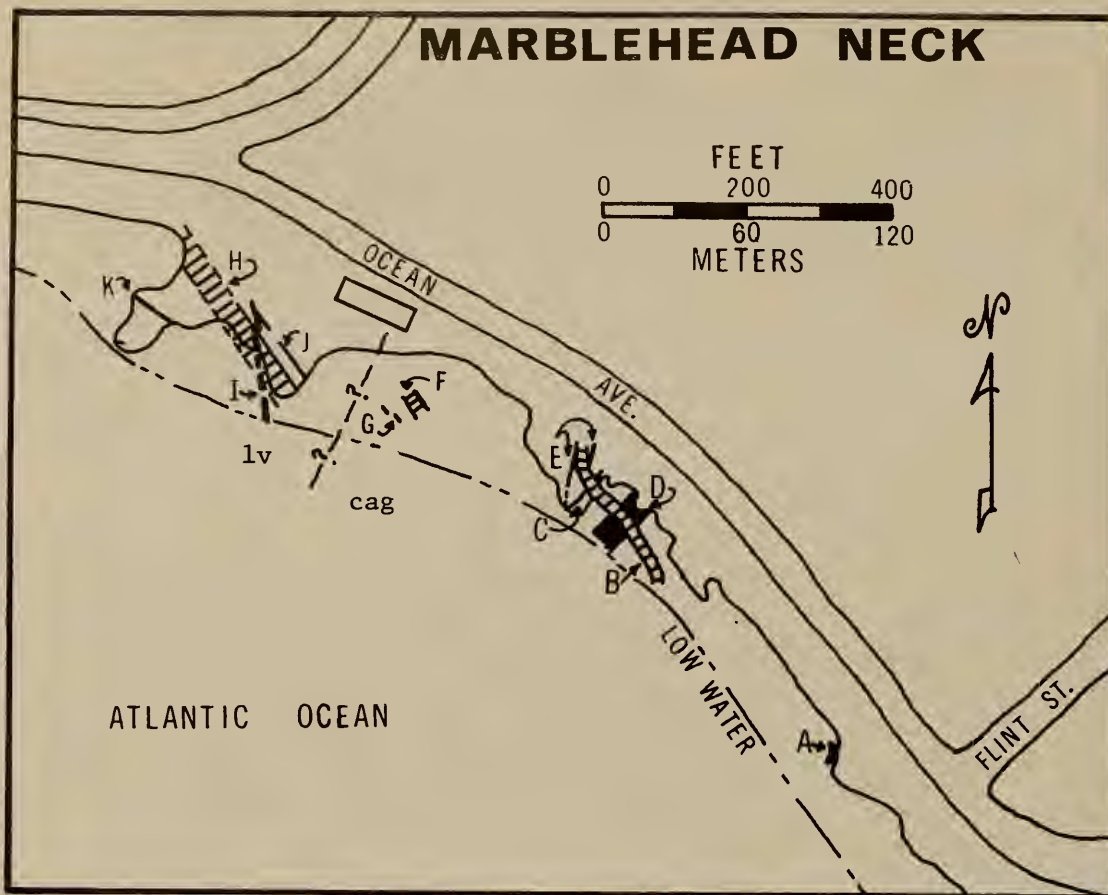 MARBLEHEAD NECK
FEET
0 200 400
0 60 120
METERS
N
OCEAN AVE.
H
K
J
I
F
G
?
?
lv
cag
E
D
C
B
LOW WATER
ATLANTIC OCEAN
A
FLINT ST.